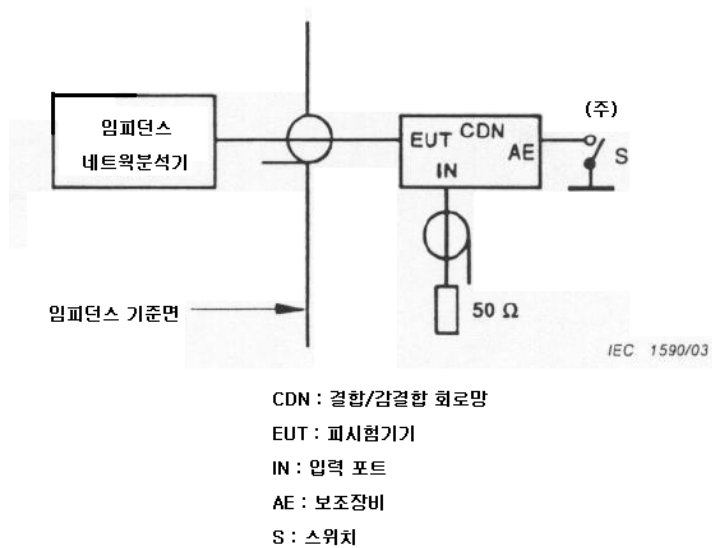 임피던스
네트웍분석기
EUT CDN
AE
IN
(주)
S
임피던스 기준면
50 Ω
IEC 1590/03
CDN : 결합/감결합 회로망
EUT : 피시험기기
IN : 입력 포트
AE : 보조장비
S : 스위치